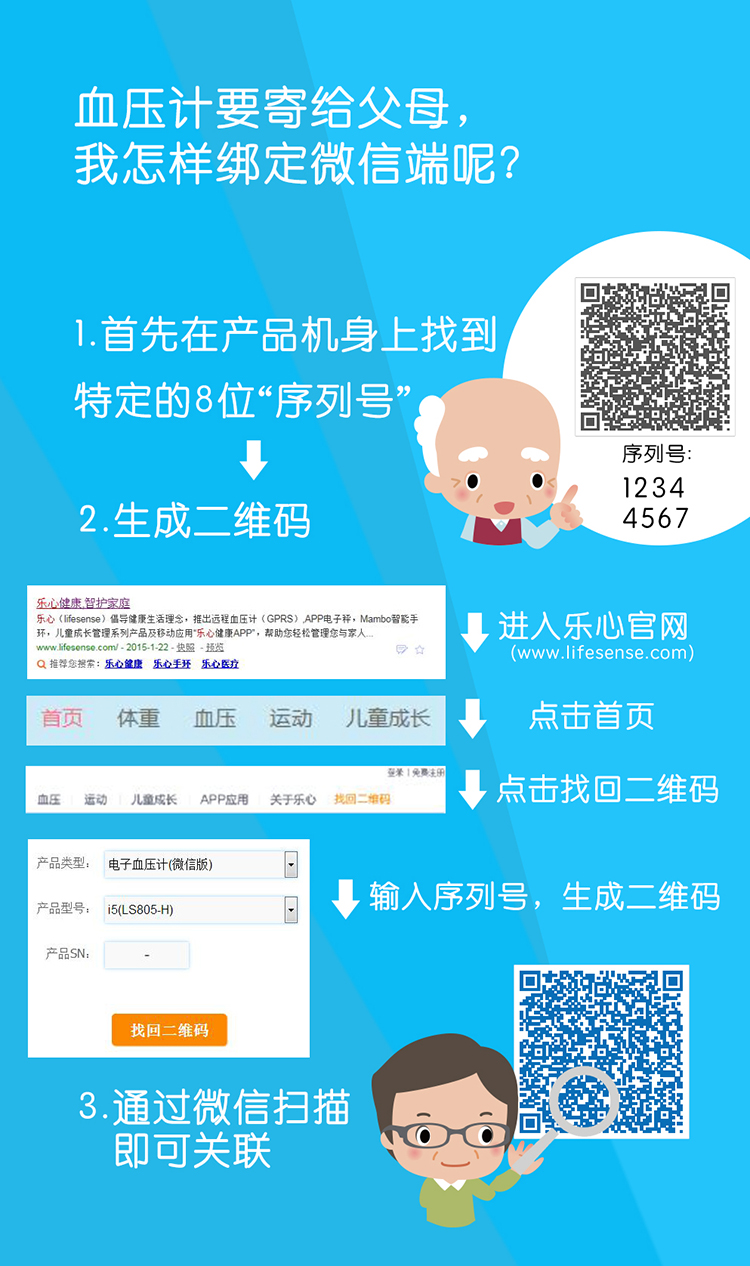 血压计要寄给父母，
我怎样绑定微信端呢？
1.首先在产品机身上找到
特定的8位“序列号”
序列号:
1234
4567
2.生成二维码
乐心健康,智护家庭
乐心（lifesense）倡导健康生活理念，推出远程血压计（GPRS）,APP电子秤，Mambo智能手
环，儿童成长管理系列产品及移动应用"乐心健康APP"，帮助您轻松管理您与家人...
www.lifesense.com/ - 2015-1-22 - 快照 - 预览
推荐您搜索：乐心健康 乐心手环 乐心医疗
进入乐心官网
(www.lifesense.com)
首页 体重 血压 运动 儿童成长
点击首页
登录 | 免费注册
血压 运动 儿童成长 APP应用 关于乐心 找回二维码
点击找回二维码
产品类型： 电子血压计(微信版)
产品型号： i5(LS805-H)
产品SN： -
找回二维码
输入序列号，生成二维码
3.通过微信扫描
即可关联